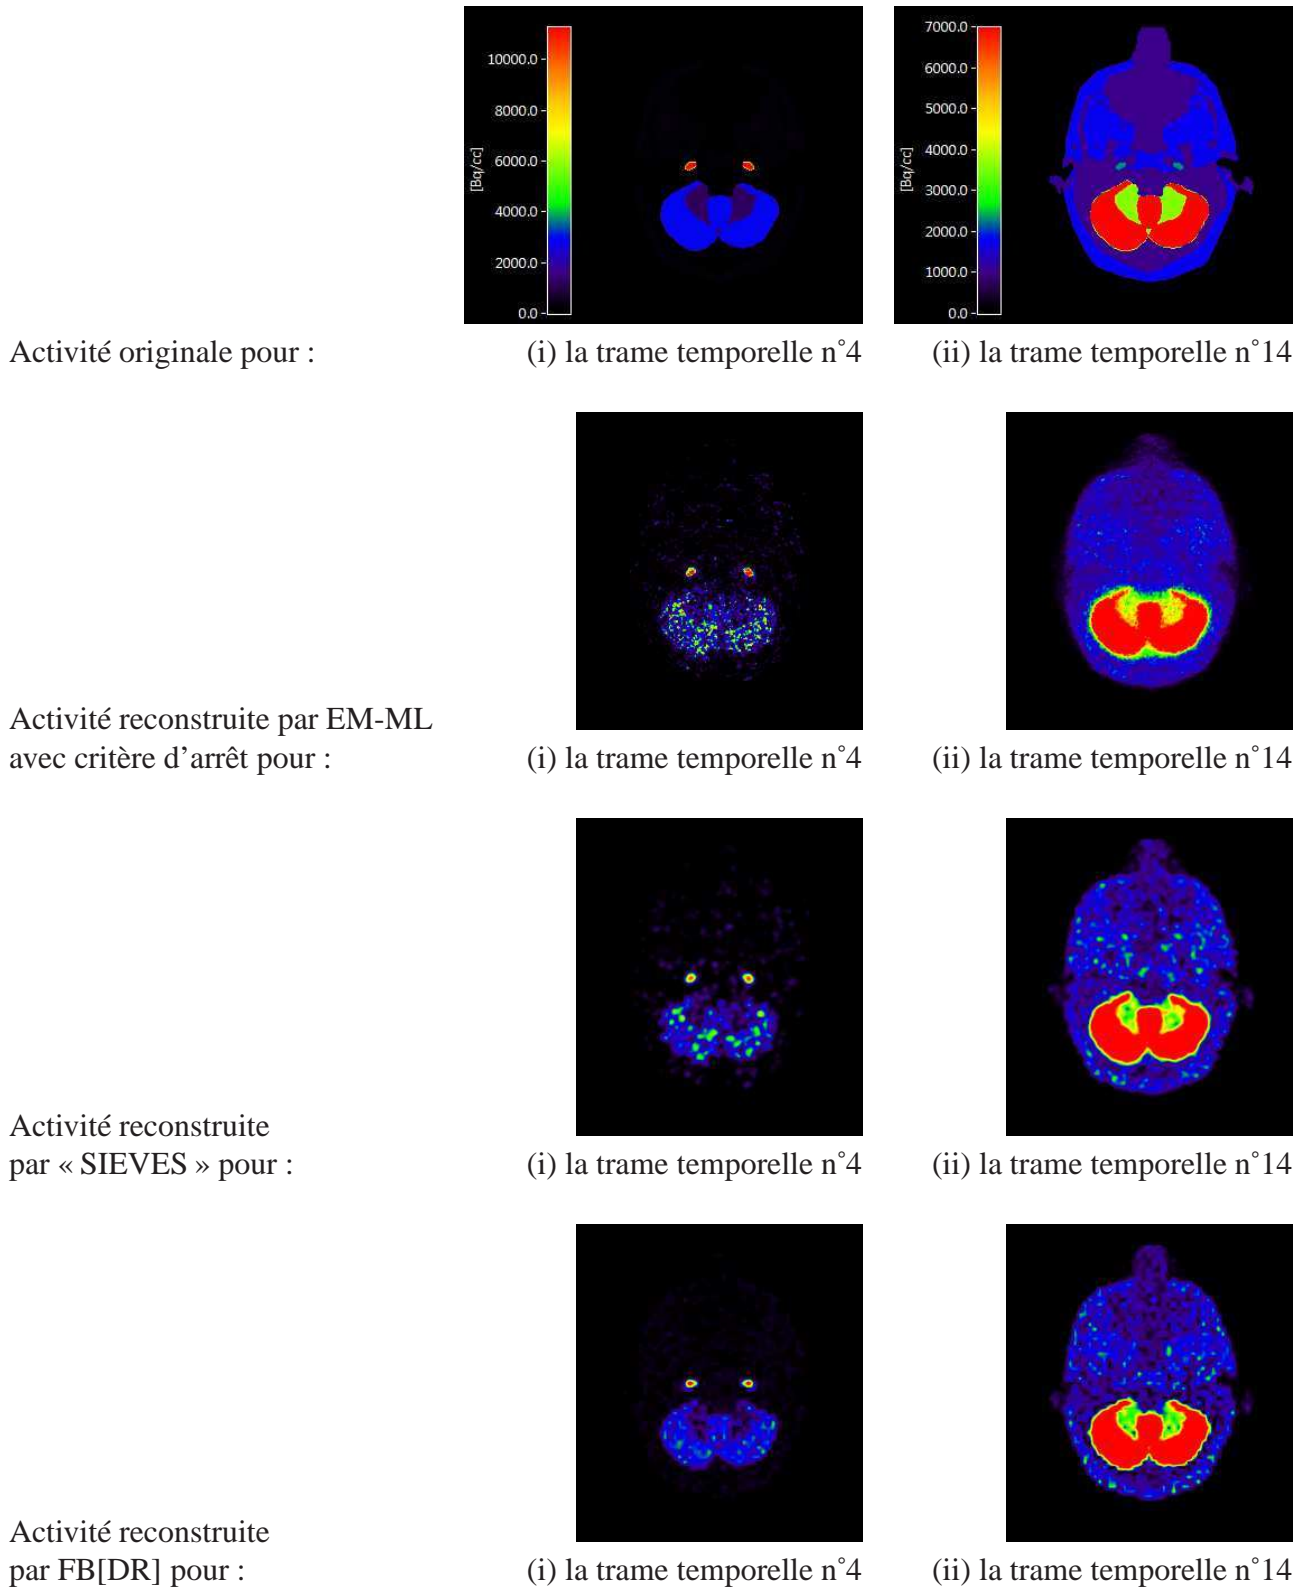 10000.0
8000.0
6000.0
4000.0
2000.0
0.0
[Bq/cc]
7000.0
6000.0
5000.0
4000.0
3000.0
2000.0
1000.0
0.0
[Bq/cc]
Activité originale pour :
(i) la trame temporelle n˚4
(ii) la trame temporelle n˚14
Activité reconstruite par EM-ML
avec critère d’arrêt pour :
(i) la trame temporelle n˚4
(ii) la trame temporelle n˚14
Activité reconstruite
par « SIEVES » pour :
(i) la trame temporelle n˚4
(ii) la trame temporelle n˚14
Activité reconstruite
par FB[DR] pour :
(i) la trame temporelle n˚4
(ii) la trame temporelle n˚14